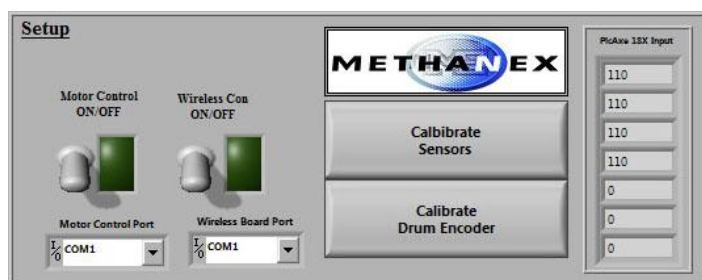 Setup
Motor Control
ON/OFF
Wireless Con
ON/OFF
Motor Control Port
I/O COM1
Wireless Board Port
I/O COM1
METHANEX
Calbibrate
Sensors
Calibrate
Drum Encoder
PicAxe 18X Input
110
110
110
110
0
0
0